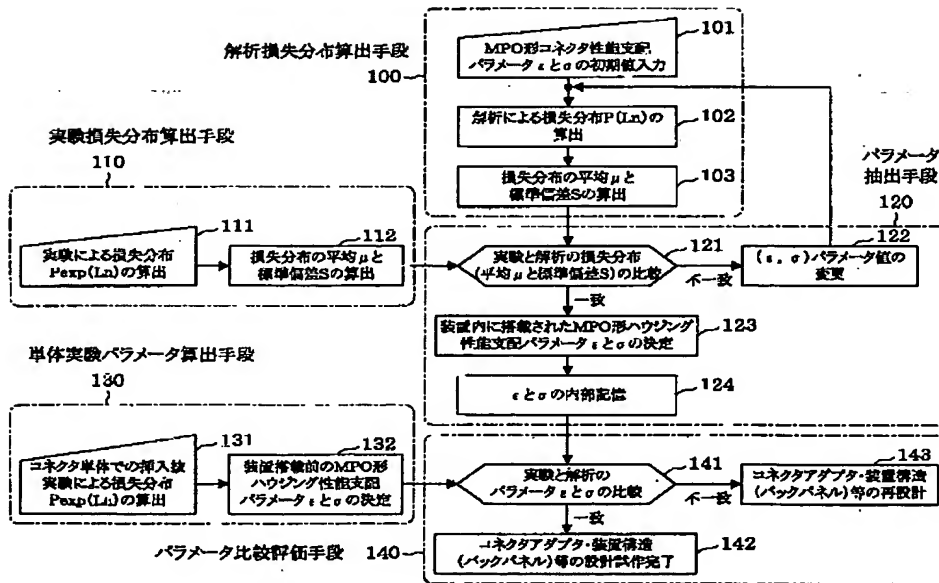 解析損失分布算出手段
100
101
MPO形コネクタ性能支配
パラメータεとσの初期値入力
解析による損失分布P(Ln)の
算出
102
損失分布の平均μと
標準偏差Sの算出
103
実験損失分布算出手段
110
111
実験による損失分布
Pexp(Ln)の算出
112
損失分布の平均μと
標準偏差Sの算出
パラメータ
抽出手段
120
121
実験と解析の損失分布
(平均μと標準偏差S)の比較
不一致
122
(ε, σ)パラメータ値の
変更
一致
装置内に搭載されたMPO形ハウジング
性能支配パラメータεとσの決定
123
εとσの内部記憶
124
単体実験パラメータ算出手段
130
131
コネクタ単体での挿入抜
実験による損失分布
Pexp(Ln)の算出
132
装置搭載前のMPO形
ハウジング性能支配
パラメータεとσの決定
実験と解析の
パラメータεとσの比較
141
不一致
143
コネクタアダプタ・装置構造
(バックパネル)等の再設計
一致
コネクタアダプタ・装置構造
(バックパネル)等の設計試作完了
142
パラメータ比較評価手段
140